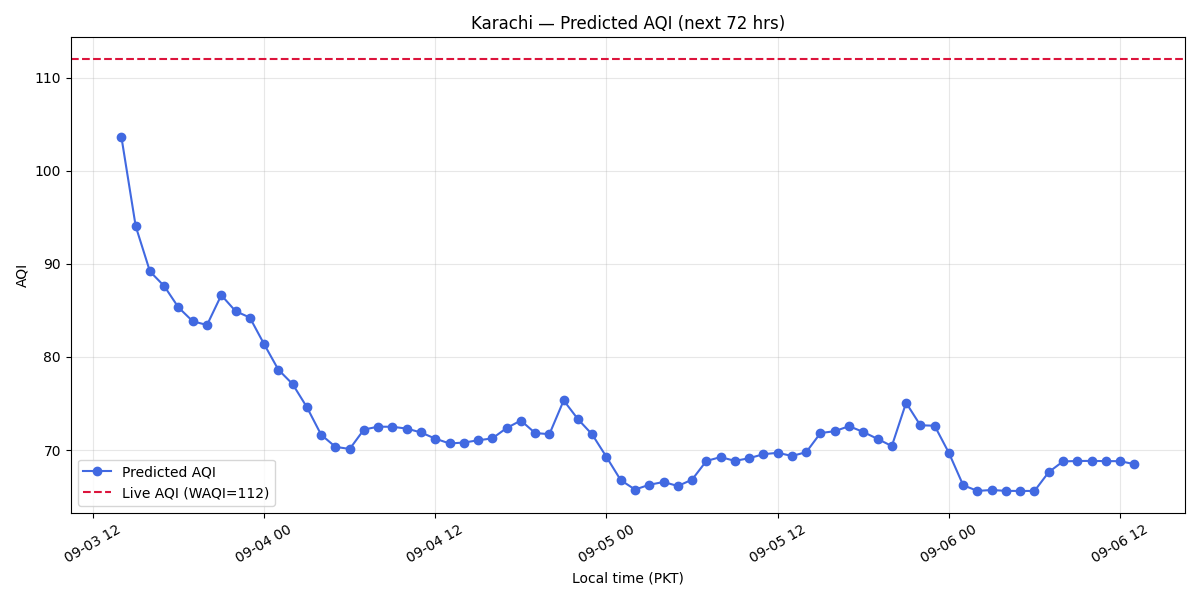 Karachi — Predicted AQI (next 72 hrs)
AQI
110
100
90
80
70
Predicted AQI
Live AQI (WAQI=112)
09-03 12
09-04 00
09-04 12
09-05 00
09-05 12
09-06 00
09-06 12
Local time (PKT)